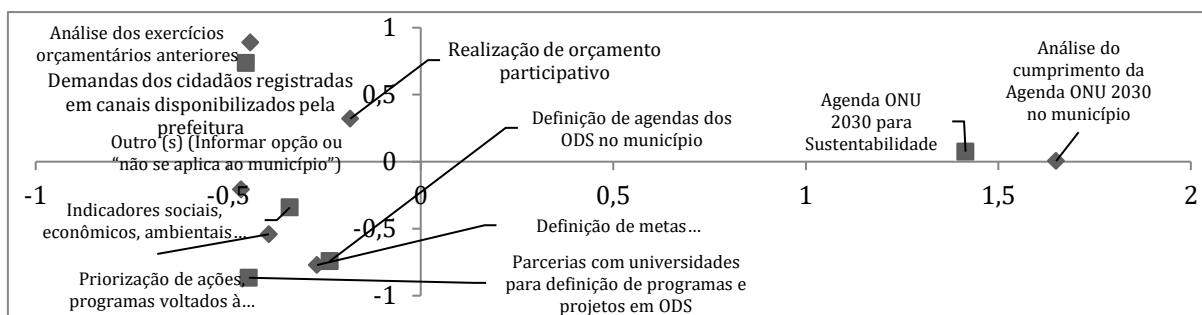 Análise dos exercícios
orçamentários anteriores
Demandas dos cidadãos registradas
em canais disponibilizados pela
prefeitura
Outro (s) (Informar opção ou
“não se aplica ao município”)
Indicadores sociais,
econômicos, ambientais…
Priorização de ações,
programas voltados à…
Realização de orçamento
participativo
Definição de agendas dos
ODS no município
Definição de metas…
Parcerias com universidades
para definição de programas e
projetos em ODS
Agenda ONU
2030 para
Sustentabilidade
Análise do
cumprimento da
Agenda ONU 2030
no município
1
0,5
0
-0,5
-1
-1
-0,5
0
0,5
1
1,5
2